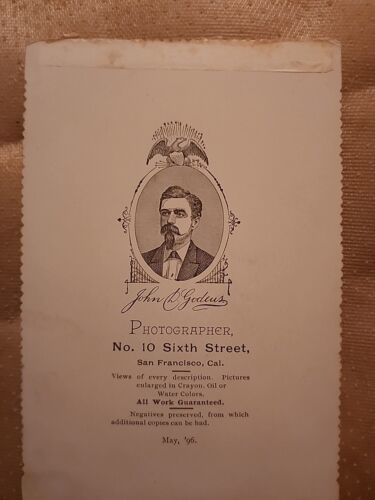 John D. Godeus
PHOTOGRAPHER,
No. 10 Sixth Street,
San Francisco, Cal.
Views of every description. Pictures
enlarged in Crayon, Oil or
Water Colors.
All Work Guaranteed.
Negatives preserved, from which
additional copies can be had.
May, '96.